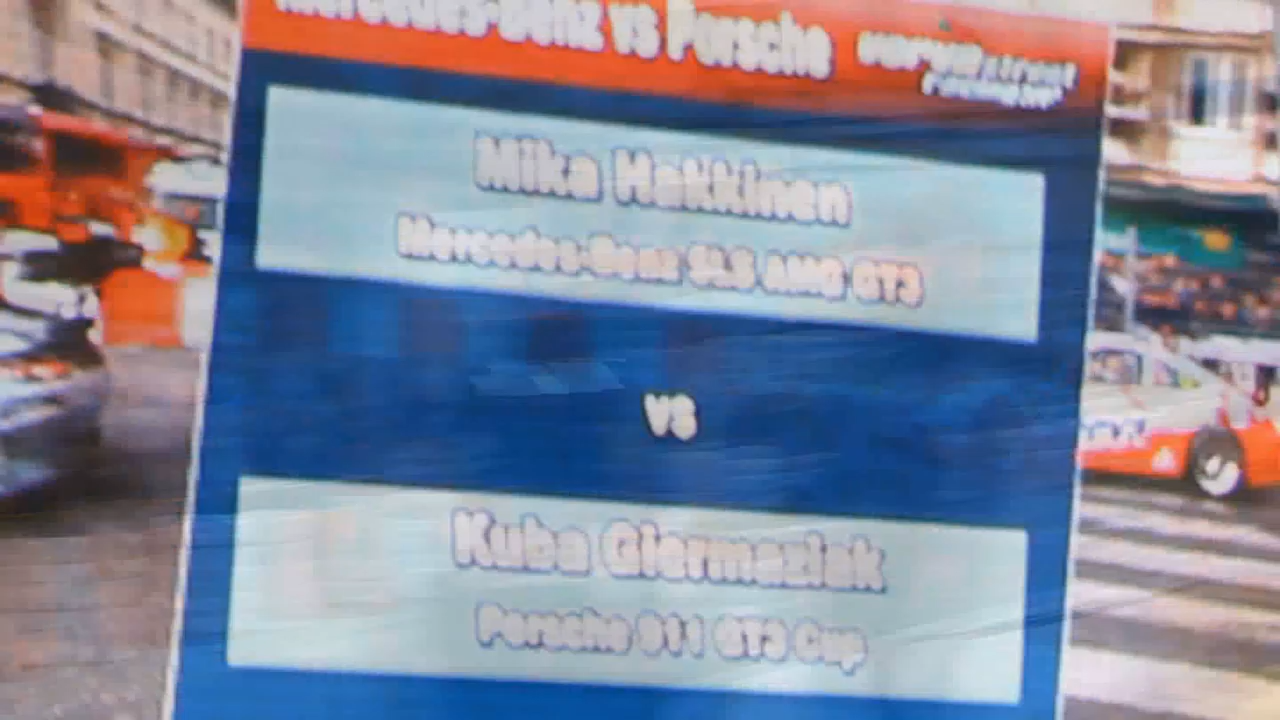 Mercedes-Benz vs Porsche
Mika Hakkinen
Mercedes-Benz SLS AMG GT3
VS
Kuba Giermaziak
Porsche 911 GT3 Cup